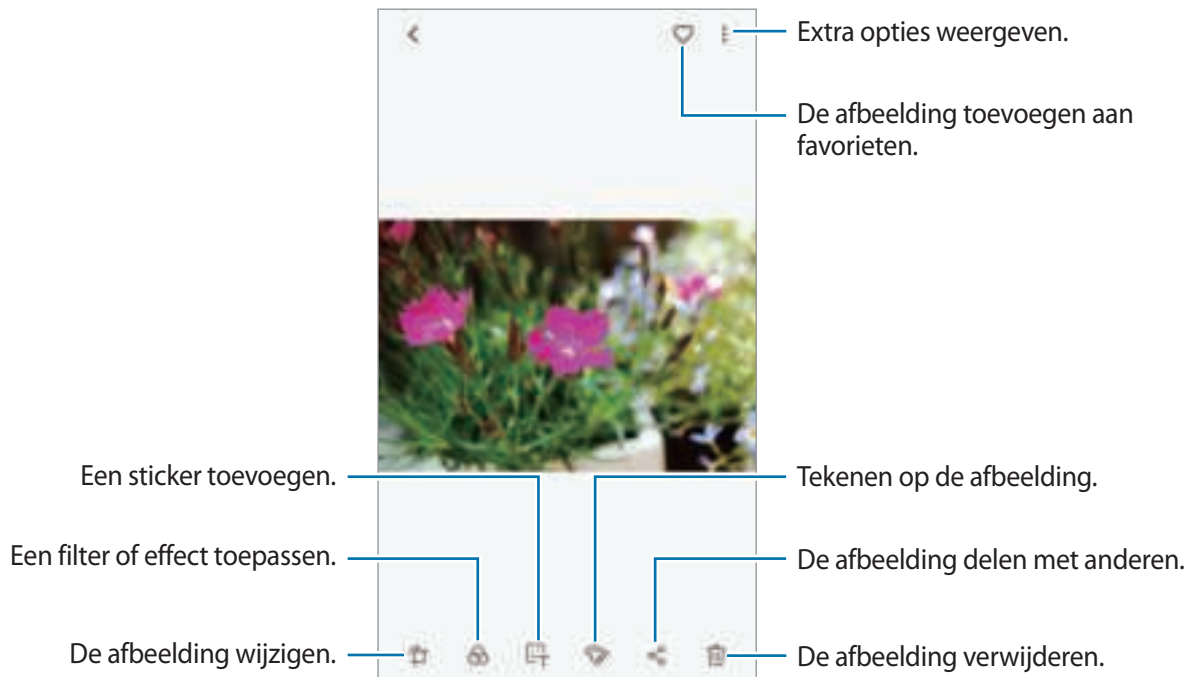 Extra opties weergeven.
De afbeelding toevoegen aan
favorieten.
Een sticker toevoegen.
Tekenen op de afbeelding.
Een filter of effect toepassen.
De afbeelding delen met anderen.
De afbeelding wijzigen.
De afbeelding verwijderen.